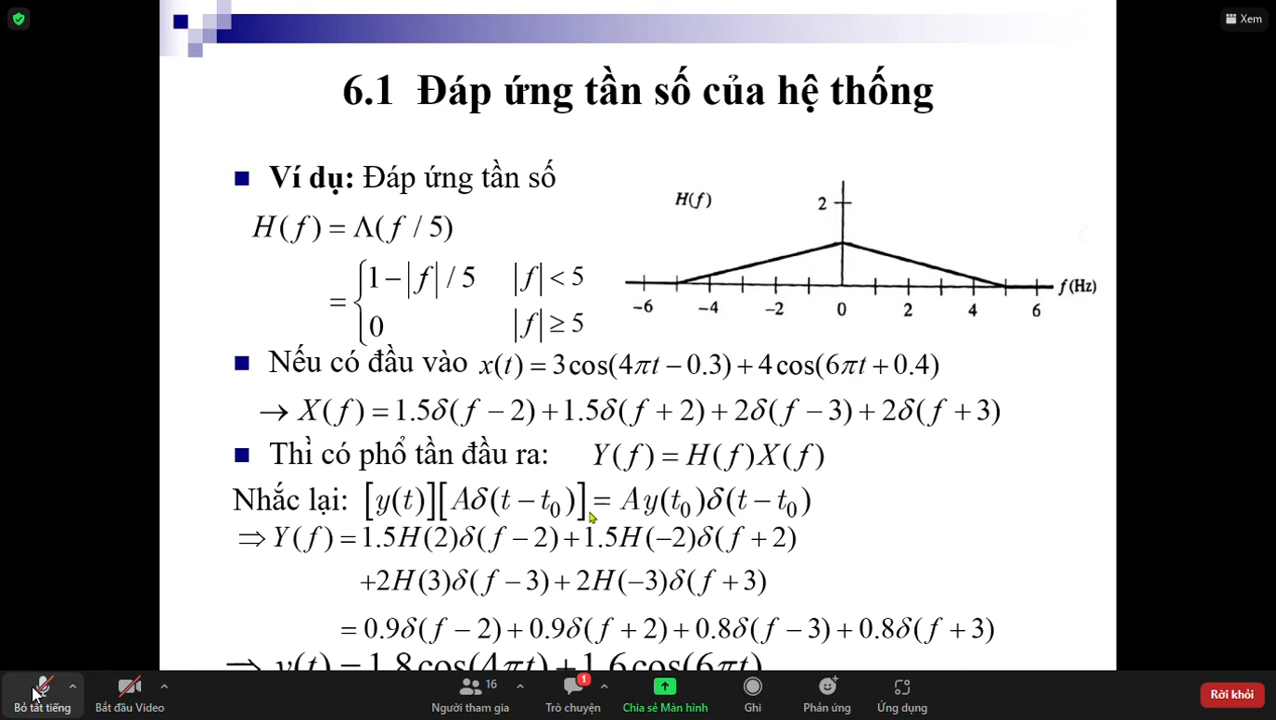 Xem
6.1 Đáp ứng tần số của hệ thống
Ví dụ: Đáp ứng tần số
H(f) = Λ(f / 5)
= {1 − |f| / 5 |f| < 5
0 |f| ≥ 5
H(f)
2
f(Hz)
−6 −4 −2 0 2 4 6
Nếu có đầu vào x(t) = 3cos(4πt − 0.3) + 4cos(6πt + 0.4)
→ X(f) = 1.5δ(f − 2) + 1.5δ(f + 2) + 2δ(f − 3) + 2δ(f + 3)
Thì có phổ tần đầu ra: Y(f) = H(f)X(f)
Nhắc lại: [y(t)][Aδ(t − t₀)] = Ay(t₀)δ(t − t₀)
⇒ Y(f) = 1.5H(2)δ(f − 2) + 1.5H(−2)δ(f + 2)
+2H(3)δ(f − 3) + 2H(−3)δ(f + 3)
= 0.9δ(f − 2) + 0.9δ(f + 2) + 0.8δ(f − 3) + 0.8δ(f + 3)
⇒ y(t) = 1.8cos(4πt) + 1.6cos(6πt)
16 1
Bỏ tắt tiếng Bắt đầu Video Người tham gia Trò chuyện Chia sẻ Màn hình Ghi Phản ứng Ứng dụng Rời khỏi